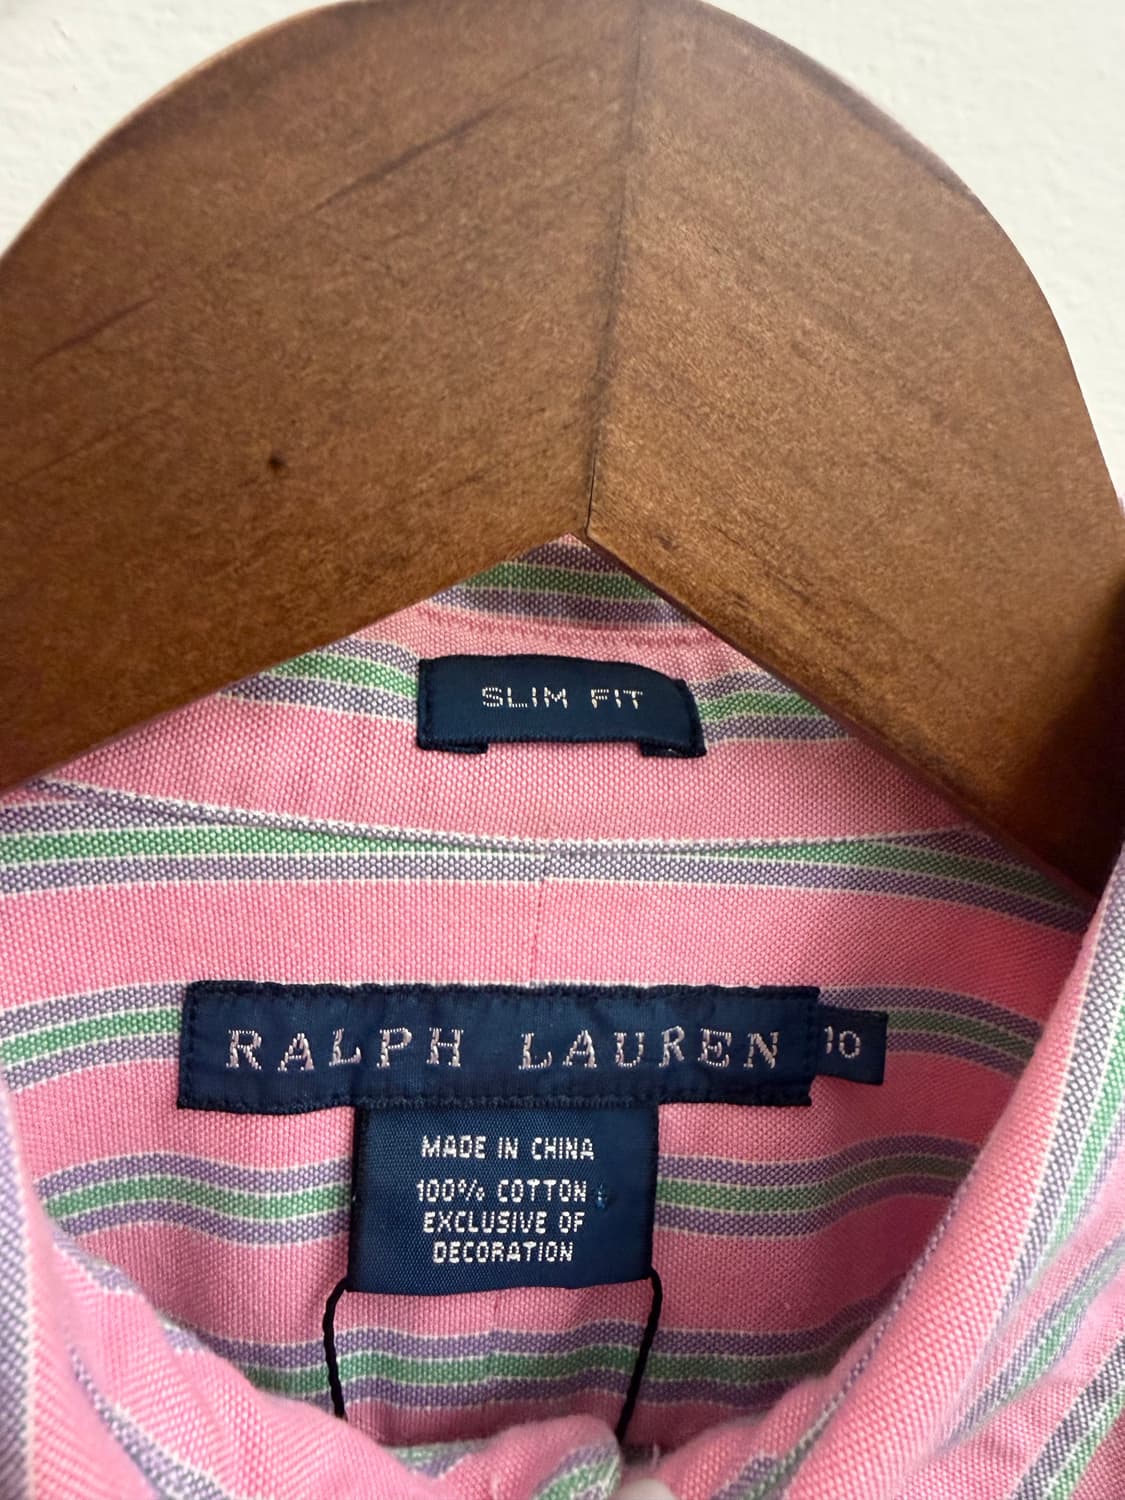 SLIM FIT
RALPH LAUREN
10
MADE IN CHINA
100% COTTON
EXCLUSIVE OF
DECORATION